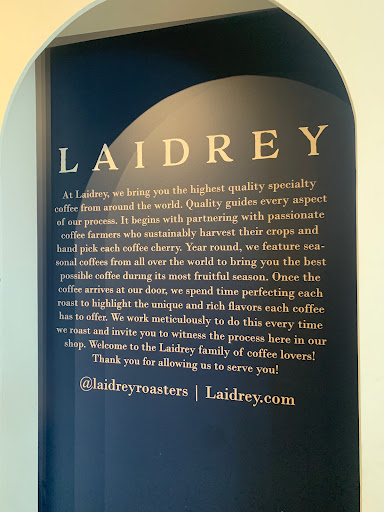 LAIDREY
At Laidrey, we bring you the highest quality specialty
coffee from around the world. Quality guides every aspect
of our process. It begins with partnering with passionate
coffee farmers who sustainably harvest their crops and
hand pick each coffee cherry. Year round, we feature sea-
sonal coffees from all over the world to bring you the best
possible coffee durng its most fruitful season. Once the
coffee arrives at our door, we spend time perfecting each
roast to highlight the unique and rich flavors each coffee
has to offer. We work meticulously to do this every time
we roast and invite you to witness the process here in our
shop. Welcome to the Laidrey family of coffee lovers!
Thank you for allowing us to serve you!
@laidreyroasters | Laidrey.com